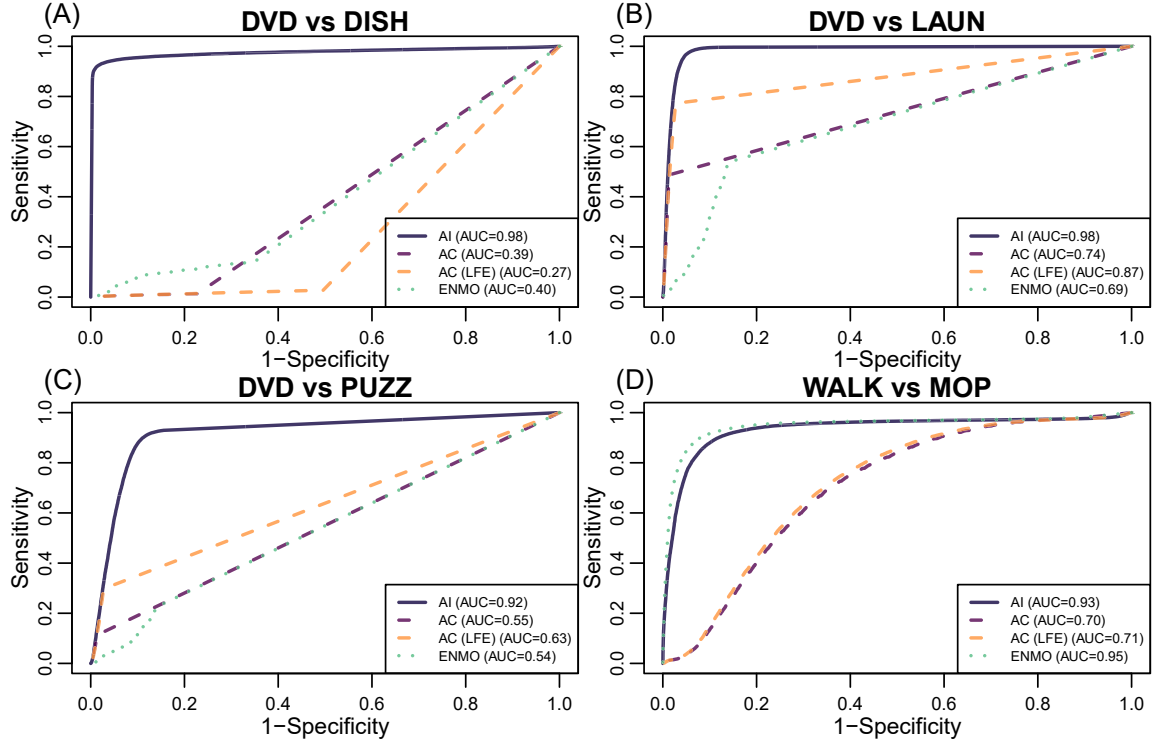 (A) DVD vs DISH
Sensitivity
0.0 0.2 0.4 0.6 0.8 1.0
AI (AUC=0.98)
AC (AUC=0.39)
AC (LFE) (AUC=0.27)
ENMO (AUC=0.40)
0.0 0.2 0.4 0.6 0.8 1.0
1−Specificity
(B) DVD vs LAUN
Sensitivity
0.0 0.2 0.4 0.6 0.8 1.0
AI (AUC=0.98)
AC (AUC=0.74)
AC (LFE) (AUC=0.87)
ENMO (AUC=0.69)
0.0 0.2 0.4 0.6 0.8 1.0
1−Specificity
(C) DVD vs PUZZ
Sensitivity
0.0 0.2 0.4 0.6 0.8 1.0
AI (AUC=0.92)
AC (AUC=0.55)
AC (LFE) (AUC=0.63)
ENMO (AUC=0.54)
0.0 0.2 0.4 0.6 0.8 1.0
1−Specificity
(D) WALK vs MOP
Sensitivity
0.0 0.2 0.4 0.6 0.8 1.0
AI (AUC=0.93)
AC (AUC=0.70)
AC (LFE) (AUC=0.71)
ENMO (AUC=0.95)
0.0 0.2 0.4 0.6 0.8 1.0
1−Specificity